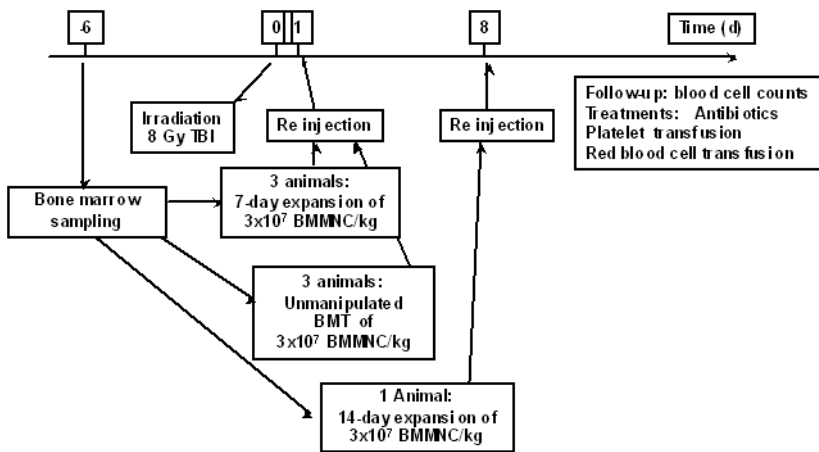 -6
0
1
8
Time (d)
Irradiation
8 Gy TBI
Re injection
Re injection
Follow-up: blood cell counts
Treatments: Antibiotics
Platelet transfusion
Red blood cell transfusion
Bone marrow
sampling
3 animals:
7-day expansion of
3x10⁷ BMMNC/kg
3 animals:
Unmanipulated
BMT of
3x10⁷ BMMNC/kg
1 Animal:
14-day expansion of
3x10⁷ BMMNC/kg